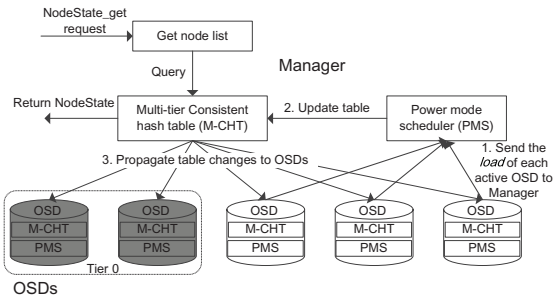 NodeState_get
request
Get node list
Query
Manager
Return NodeState
Multi-tier Consistent
hash table (M-CHT)
2. Update table
Power mode
scheduler (PMS)
1. Send the
load of each
active OSD to
Manager
3. Propagate table changes to OSDs
OSD
M-CHT
PMS
OSD
M-CHT
PMS
OSD
M-CHT
PMS
OSD
M-CHT
PMS
OSD
M-CHT
PMS
Tier 0
OSDs